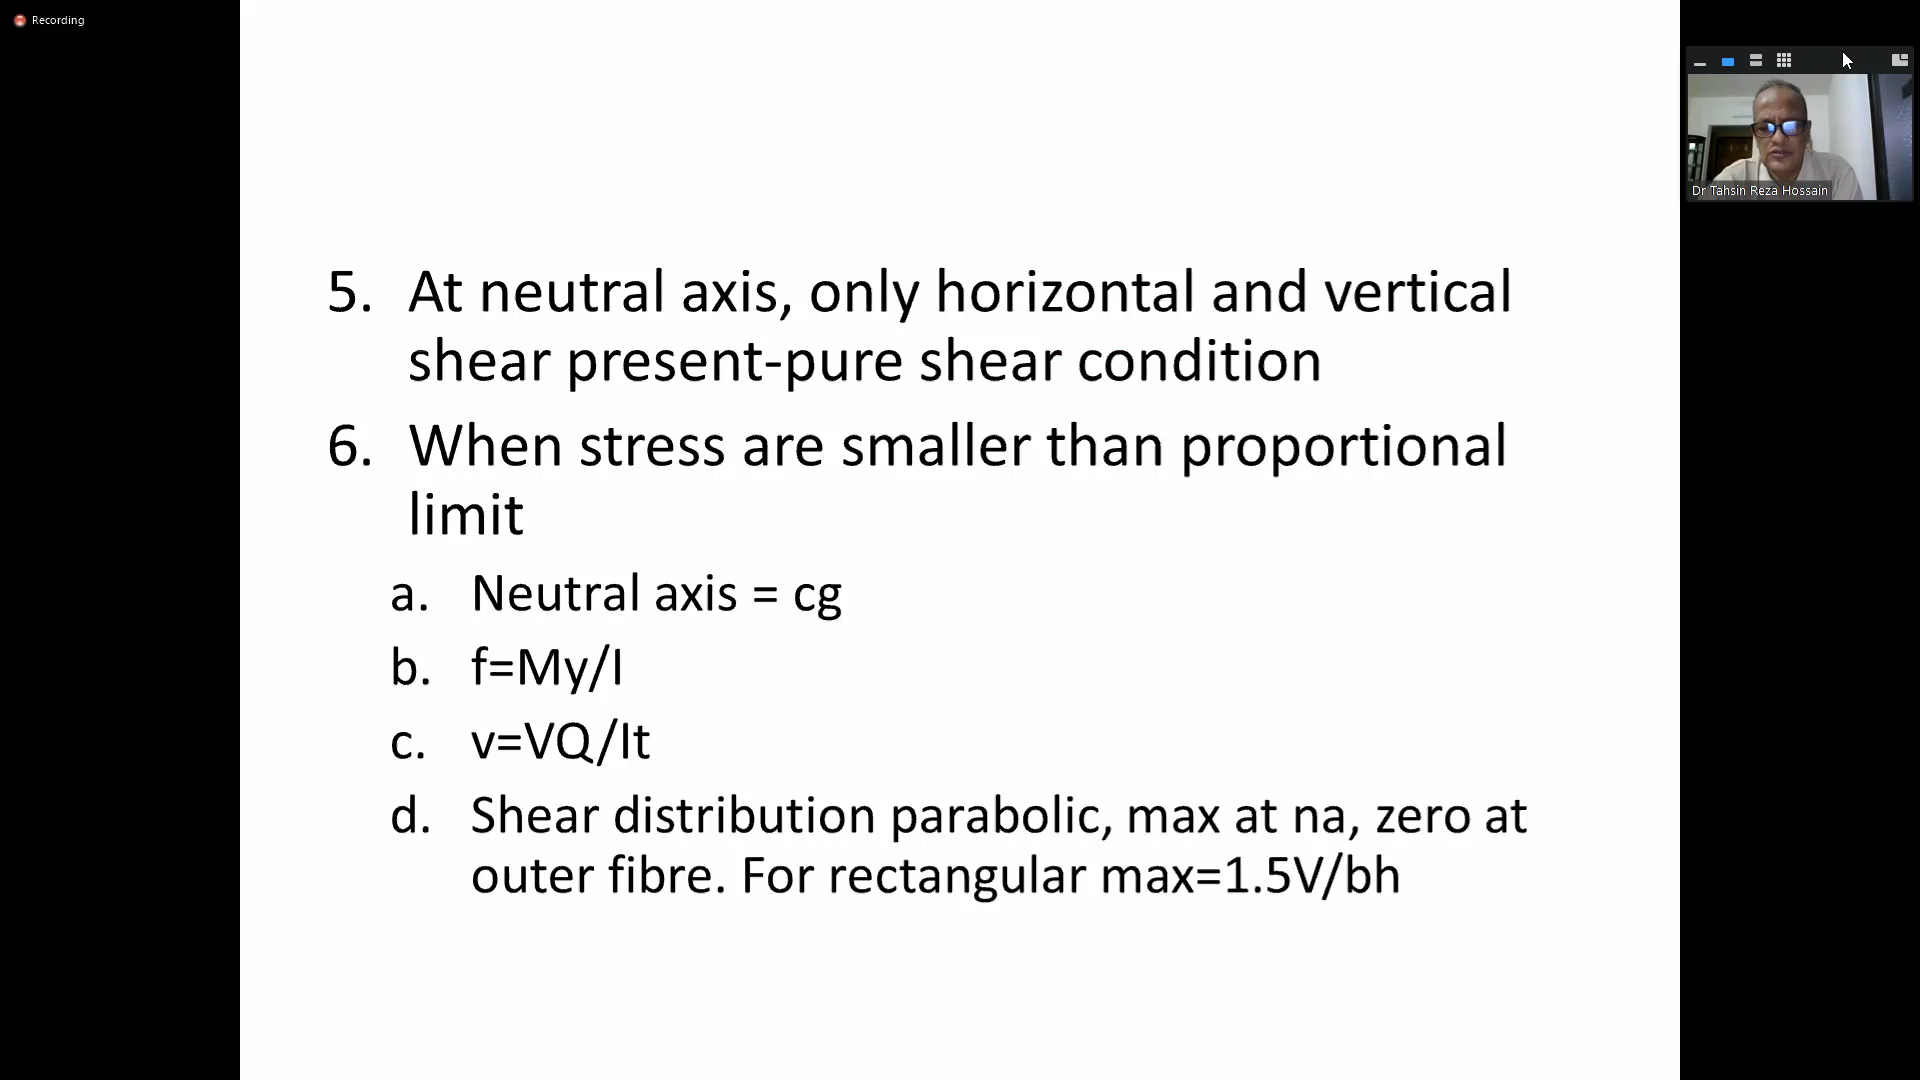 Recording
5. At neutral axis, only horizontal and vertical
shear present-pure shear condition
6. When stress are smaller than proportional
limit
a. Neutral axis = cg
b. f=My/I
c. v=VQ/It
d. Shear distribution parabolic, max at na, zero at
outer fibre. For rectangular max=1.5V/bh
Dr Tahsin Reza Hossain